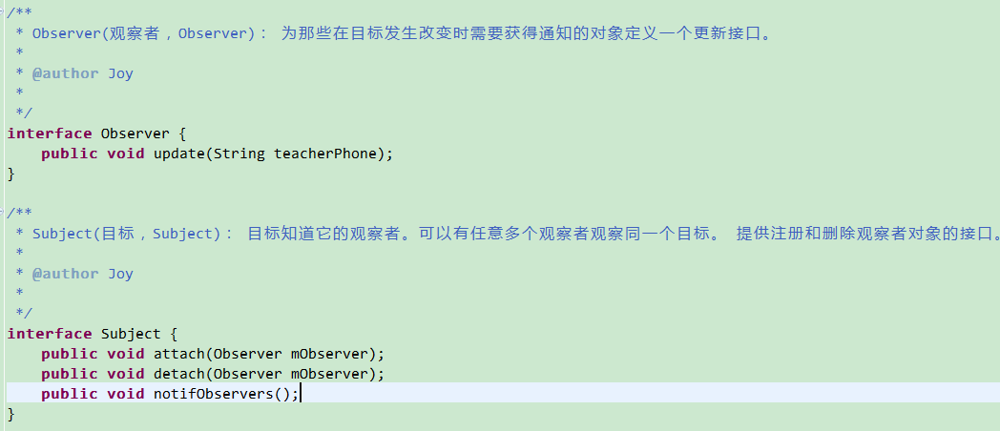 /**
 * Observer(观察者，Observer)： 为那些在目标发生改变时需要获得通知的对象定义一个更新接口。
 *
 * @author Joy
 *
 */
interface Observer {
    public void update(String teacherPhone);
}
/**
 * Subject(目标，Subject)： 目标知道它的观察者。可以有任意多个观察者观察同一个目标。 提供注册和删除观察者对象的接口。
 *
 * @author Joy
 *
 */
interface Subject {
    public void attach(Observer mObserver);
    public void detach(Observer mObserver);
    public void notifObservers();
}